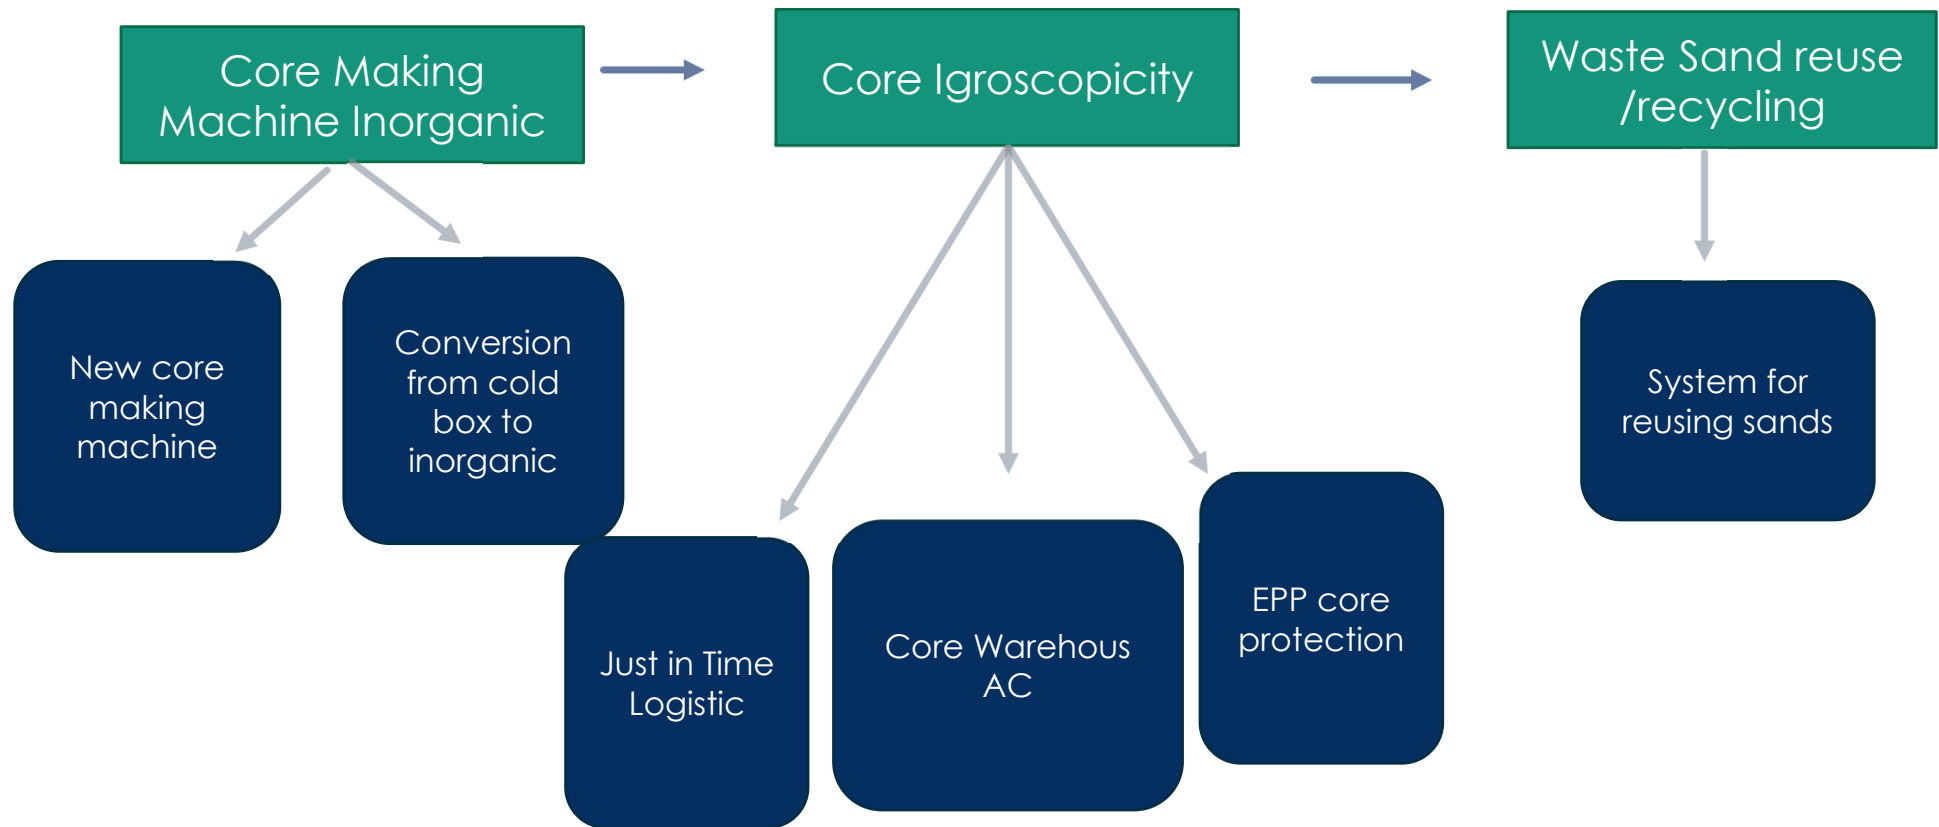 Core Making
Machine Inorganic
Core Igroscopicity
Waste Sand reuse
/recycling
New core
making
machine
Conversion
from cold
box to
inorganic
Just in Time
Logistic
Core Warehous
AC
EPP core
protection
System for
reusing sands